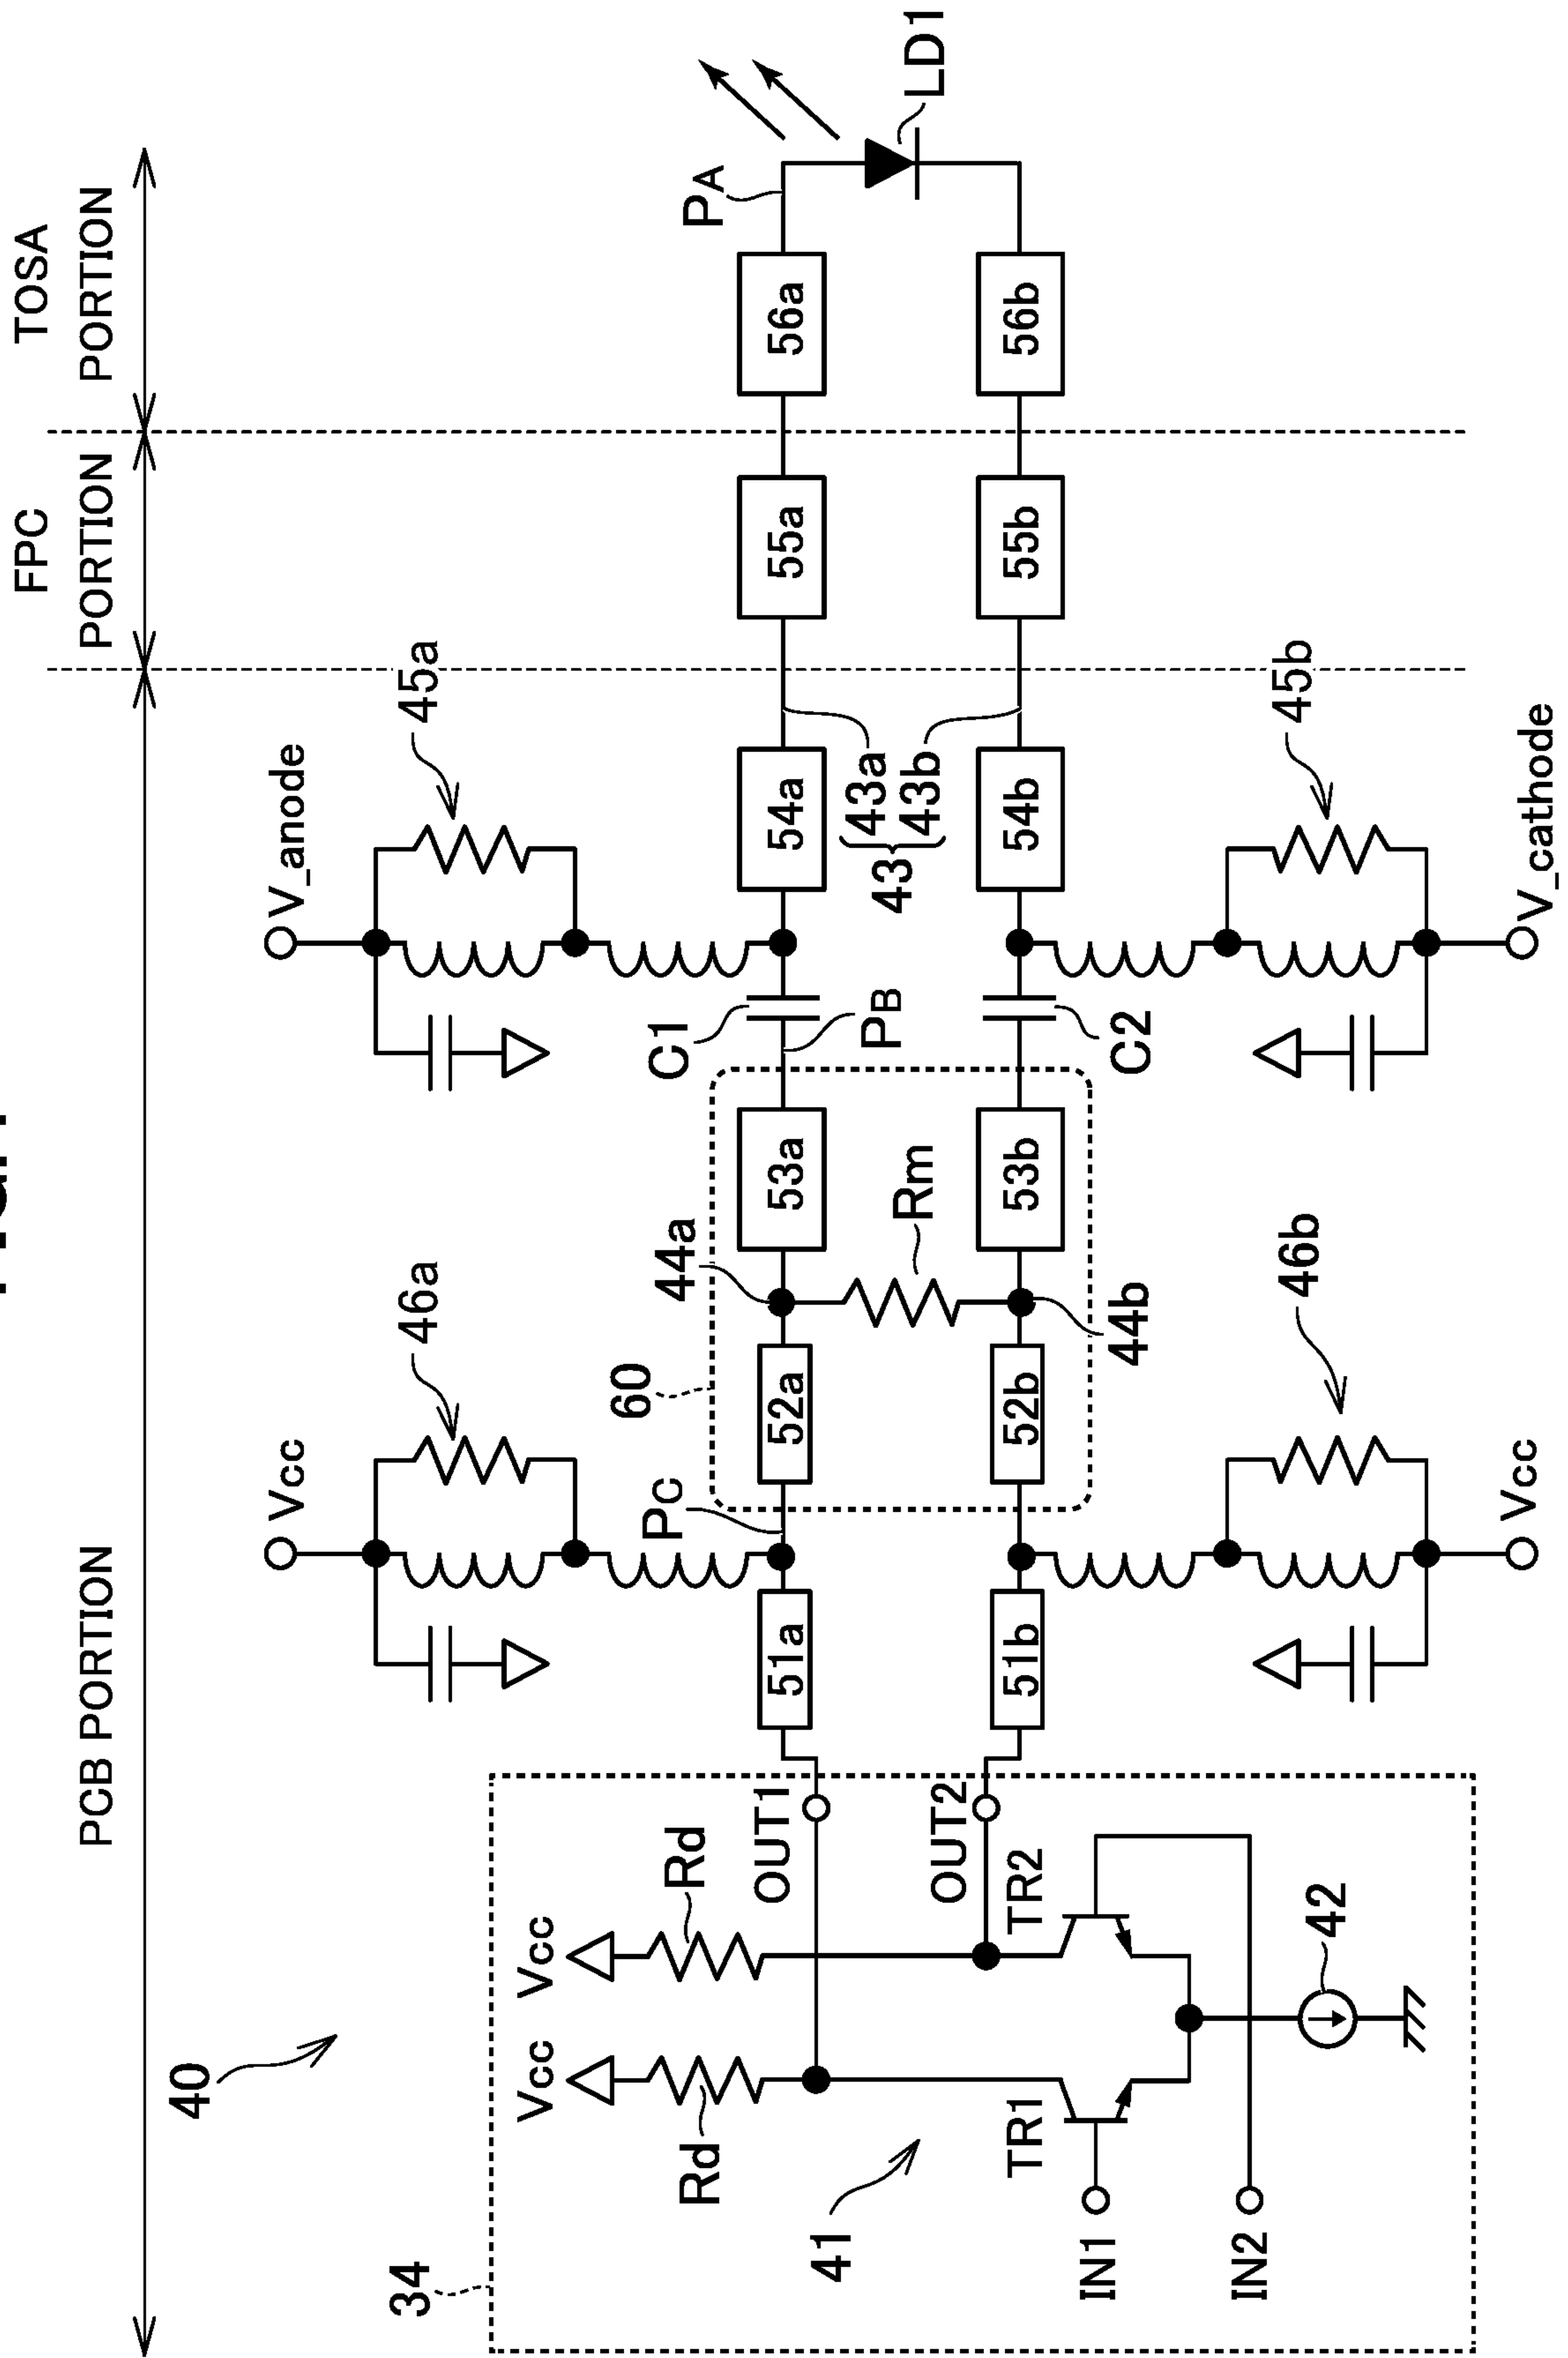 PCB PORTION
FPC
PORTION
TOSA
PORTION
40
34
Vcc
Vcc
Rd
Rd
41
OUT1
OUT2
TR1
TR2
IN1
IN2
42
Vcc
46a
V_anode
45a
PC
60
44a
C1
PB
PA
51a
52a
53a
54a
55a
56a
Rm
43
43a
43b
LD1
51b
52b
53b
54b
55b
56b
44b
C2
46b
45b
Vcc
V_cathode